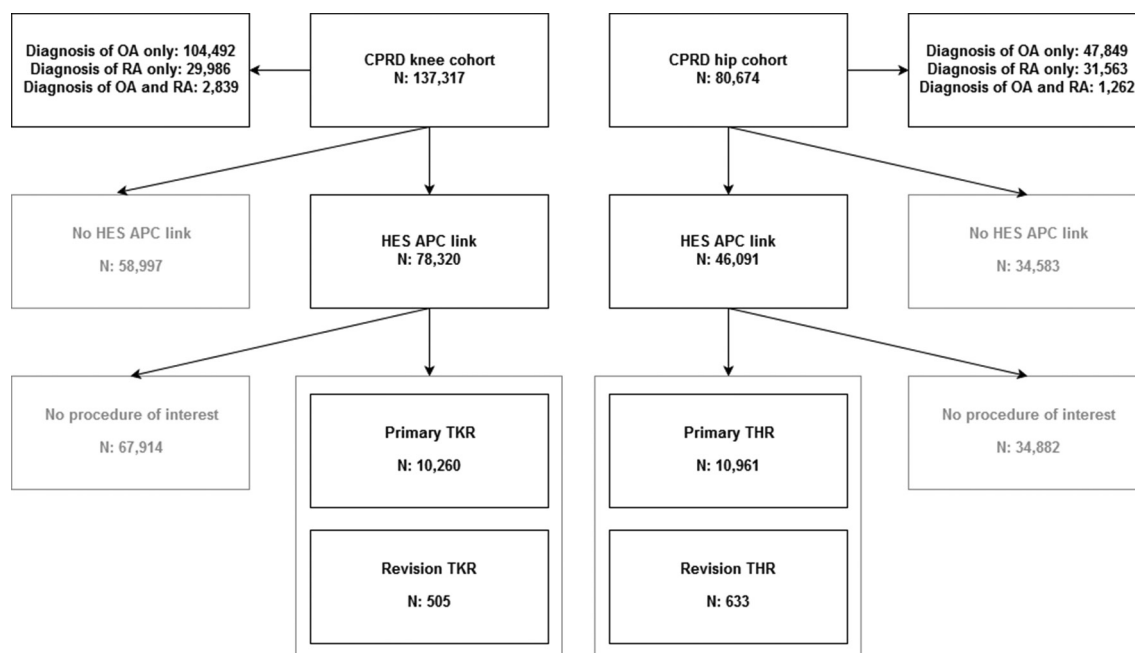 Diagnosis of OA only: 104,492
Diagnosis of RA only: 29,986
Diagnosis of OA and RA: 2,839
CPRD knee cohort
N: 137,317
CPRD hip cohort
N: 80,674
Diagnosis of OA only: 47,849
Diagnosis of RA only: 31,563
Diagnosis of OA and RA: 1,262
No HES APC link
N: 58,997
HES APC link
N: 78,320
HES APC link
N: 46,091
No HES APC link
N: 34,583
No procedure of interest
N: 67,914
Primary TKR
N: 10,260
Primary THR
N: 10,961
No procedure of interest
N: 34,882
Revision TKR
N: 505
Revision THR
N: 633